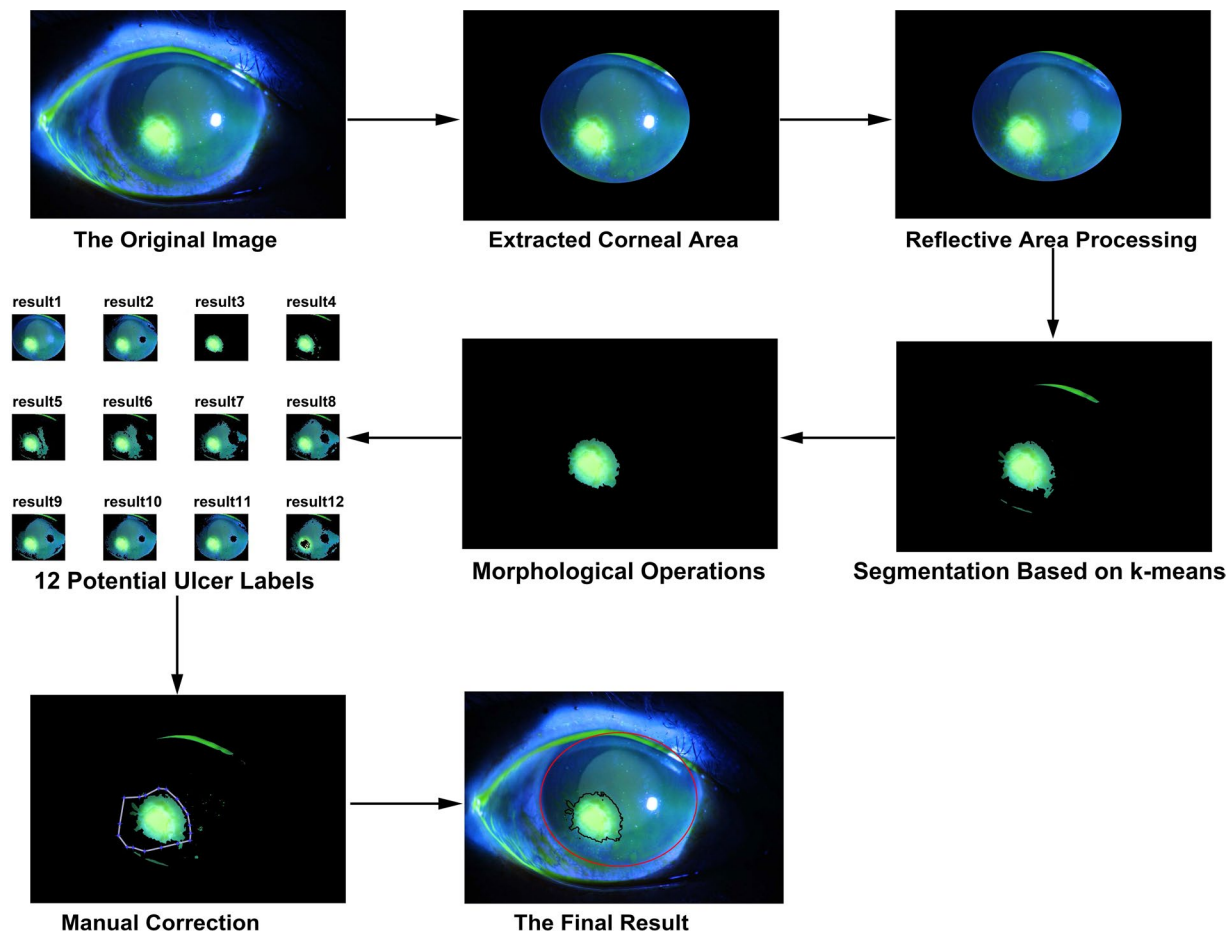 The Original Image
Extracted Corneal Area
Reflective Area Processing
result1
result2
result3
result4
result5
result6
result7
result8
result9
result10
result11
result12
12 Potential Ulcer Labels
Morphological Operations
Segmentation Based on k-means
Manual Correction
The Final Result